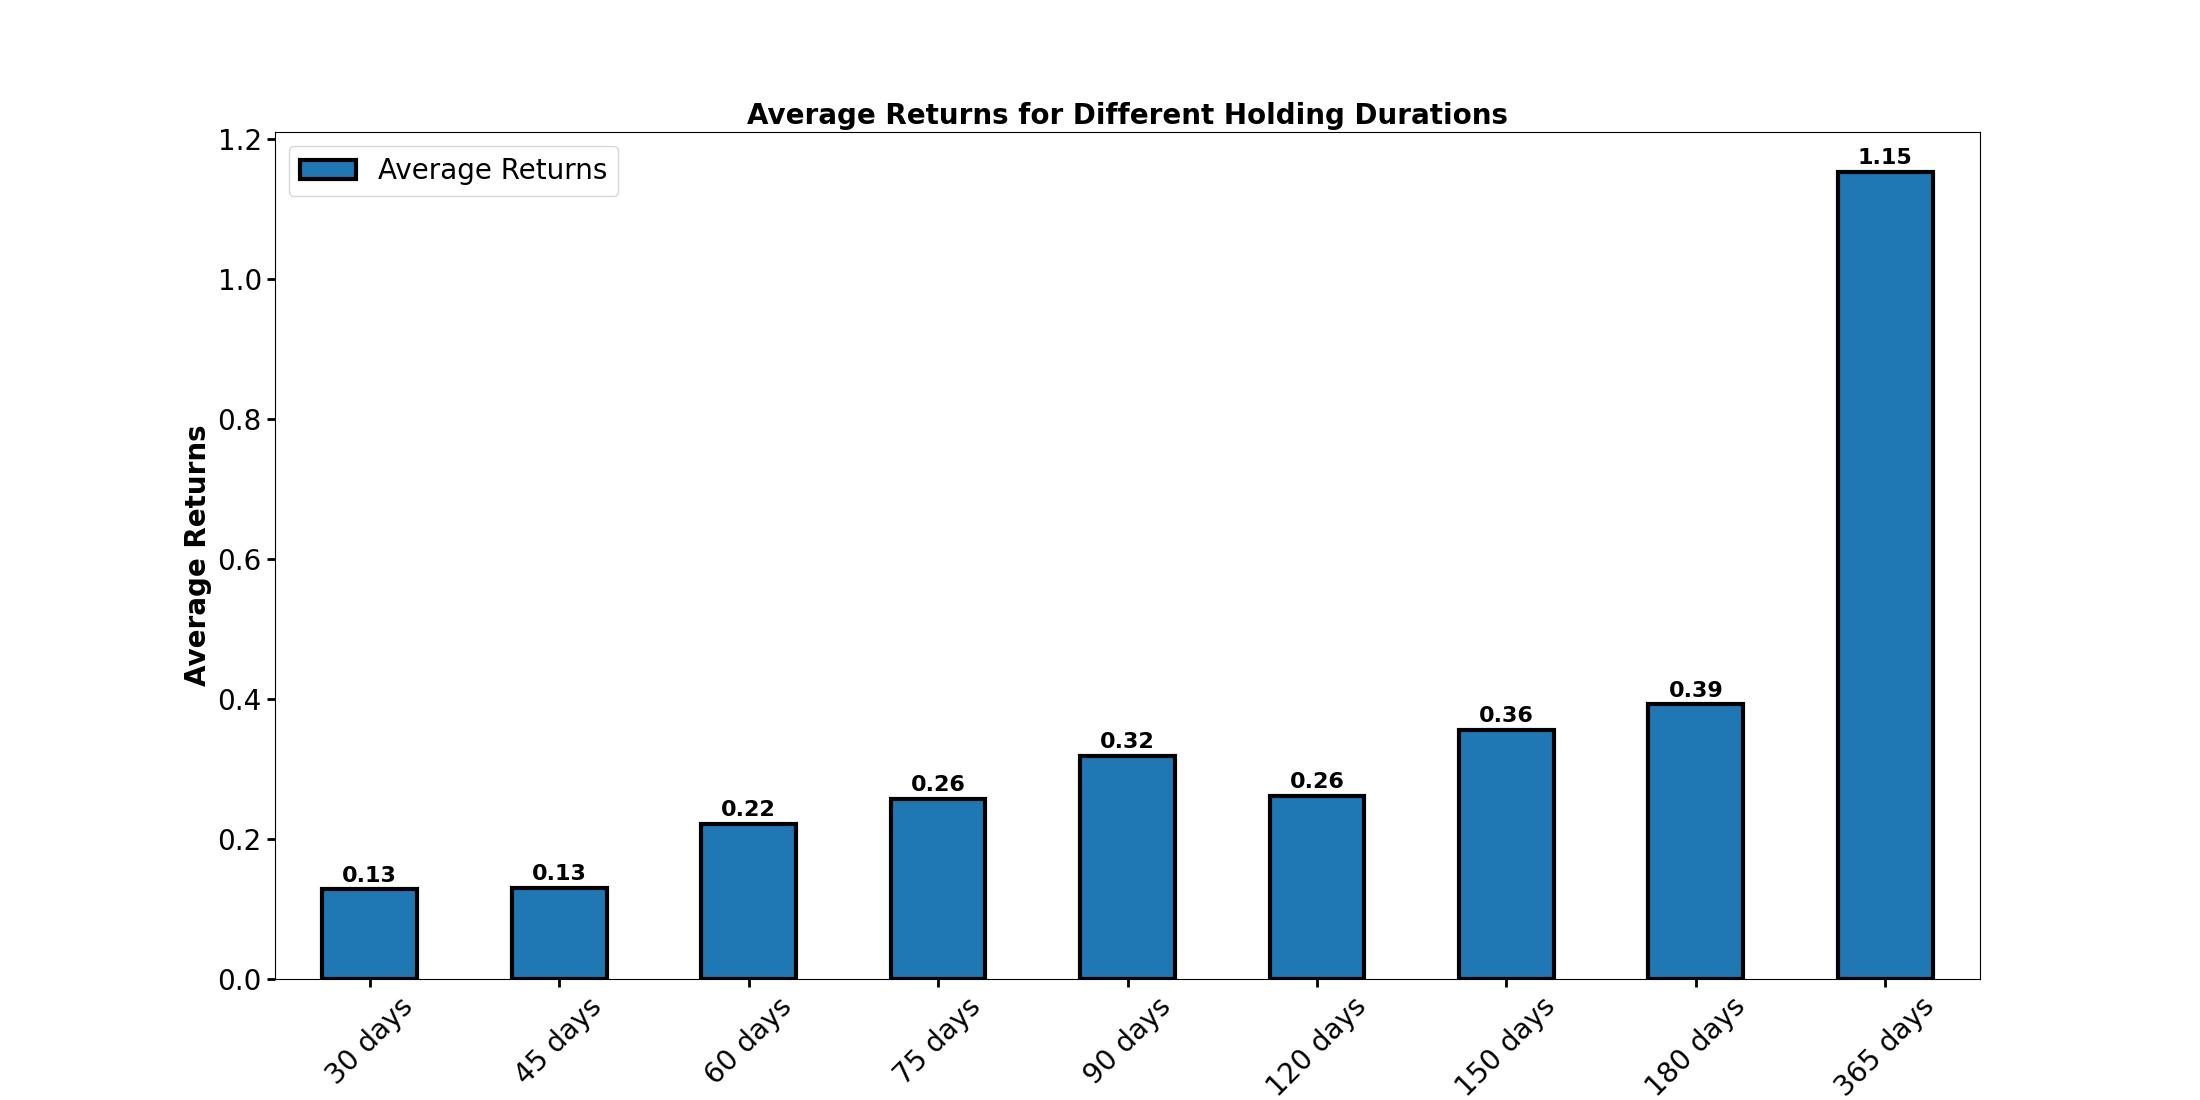 Average Returns for Different Holding Durations
Average Returns
Average Returns
1.2
1.0
0.8
0.6
0.4
0.2
0.0
0.13
0.13
0.22
0.26
0.32
0.26
0.36
0.39
1.15
30 days
45 days
60 days
75 days
90 days
120 days
150 days
180 days
365 days